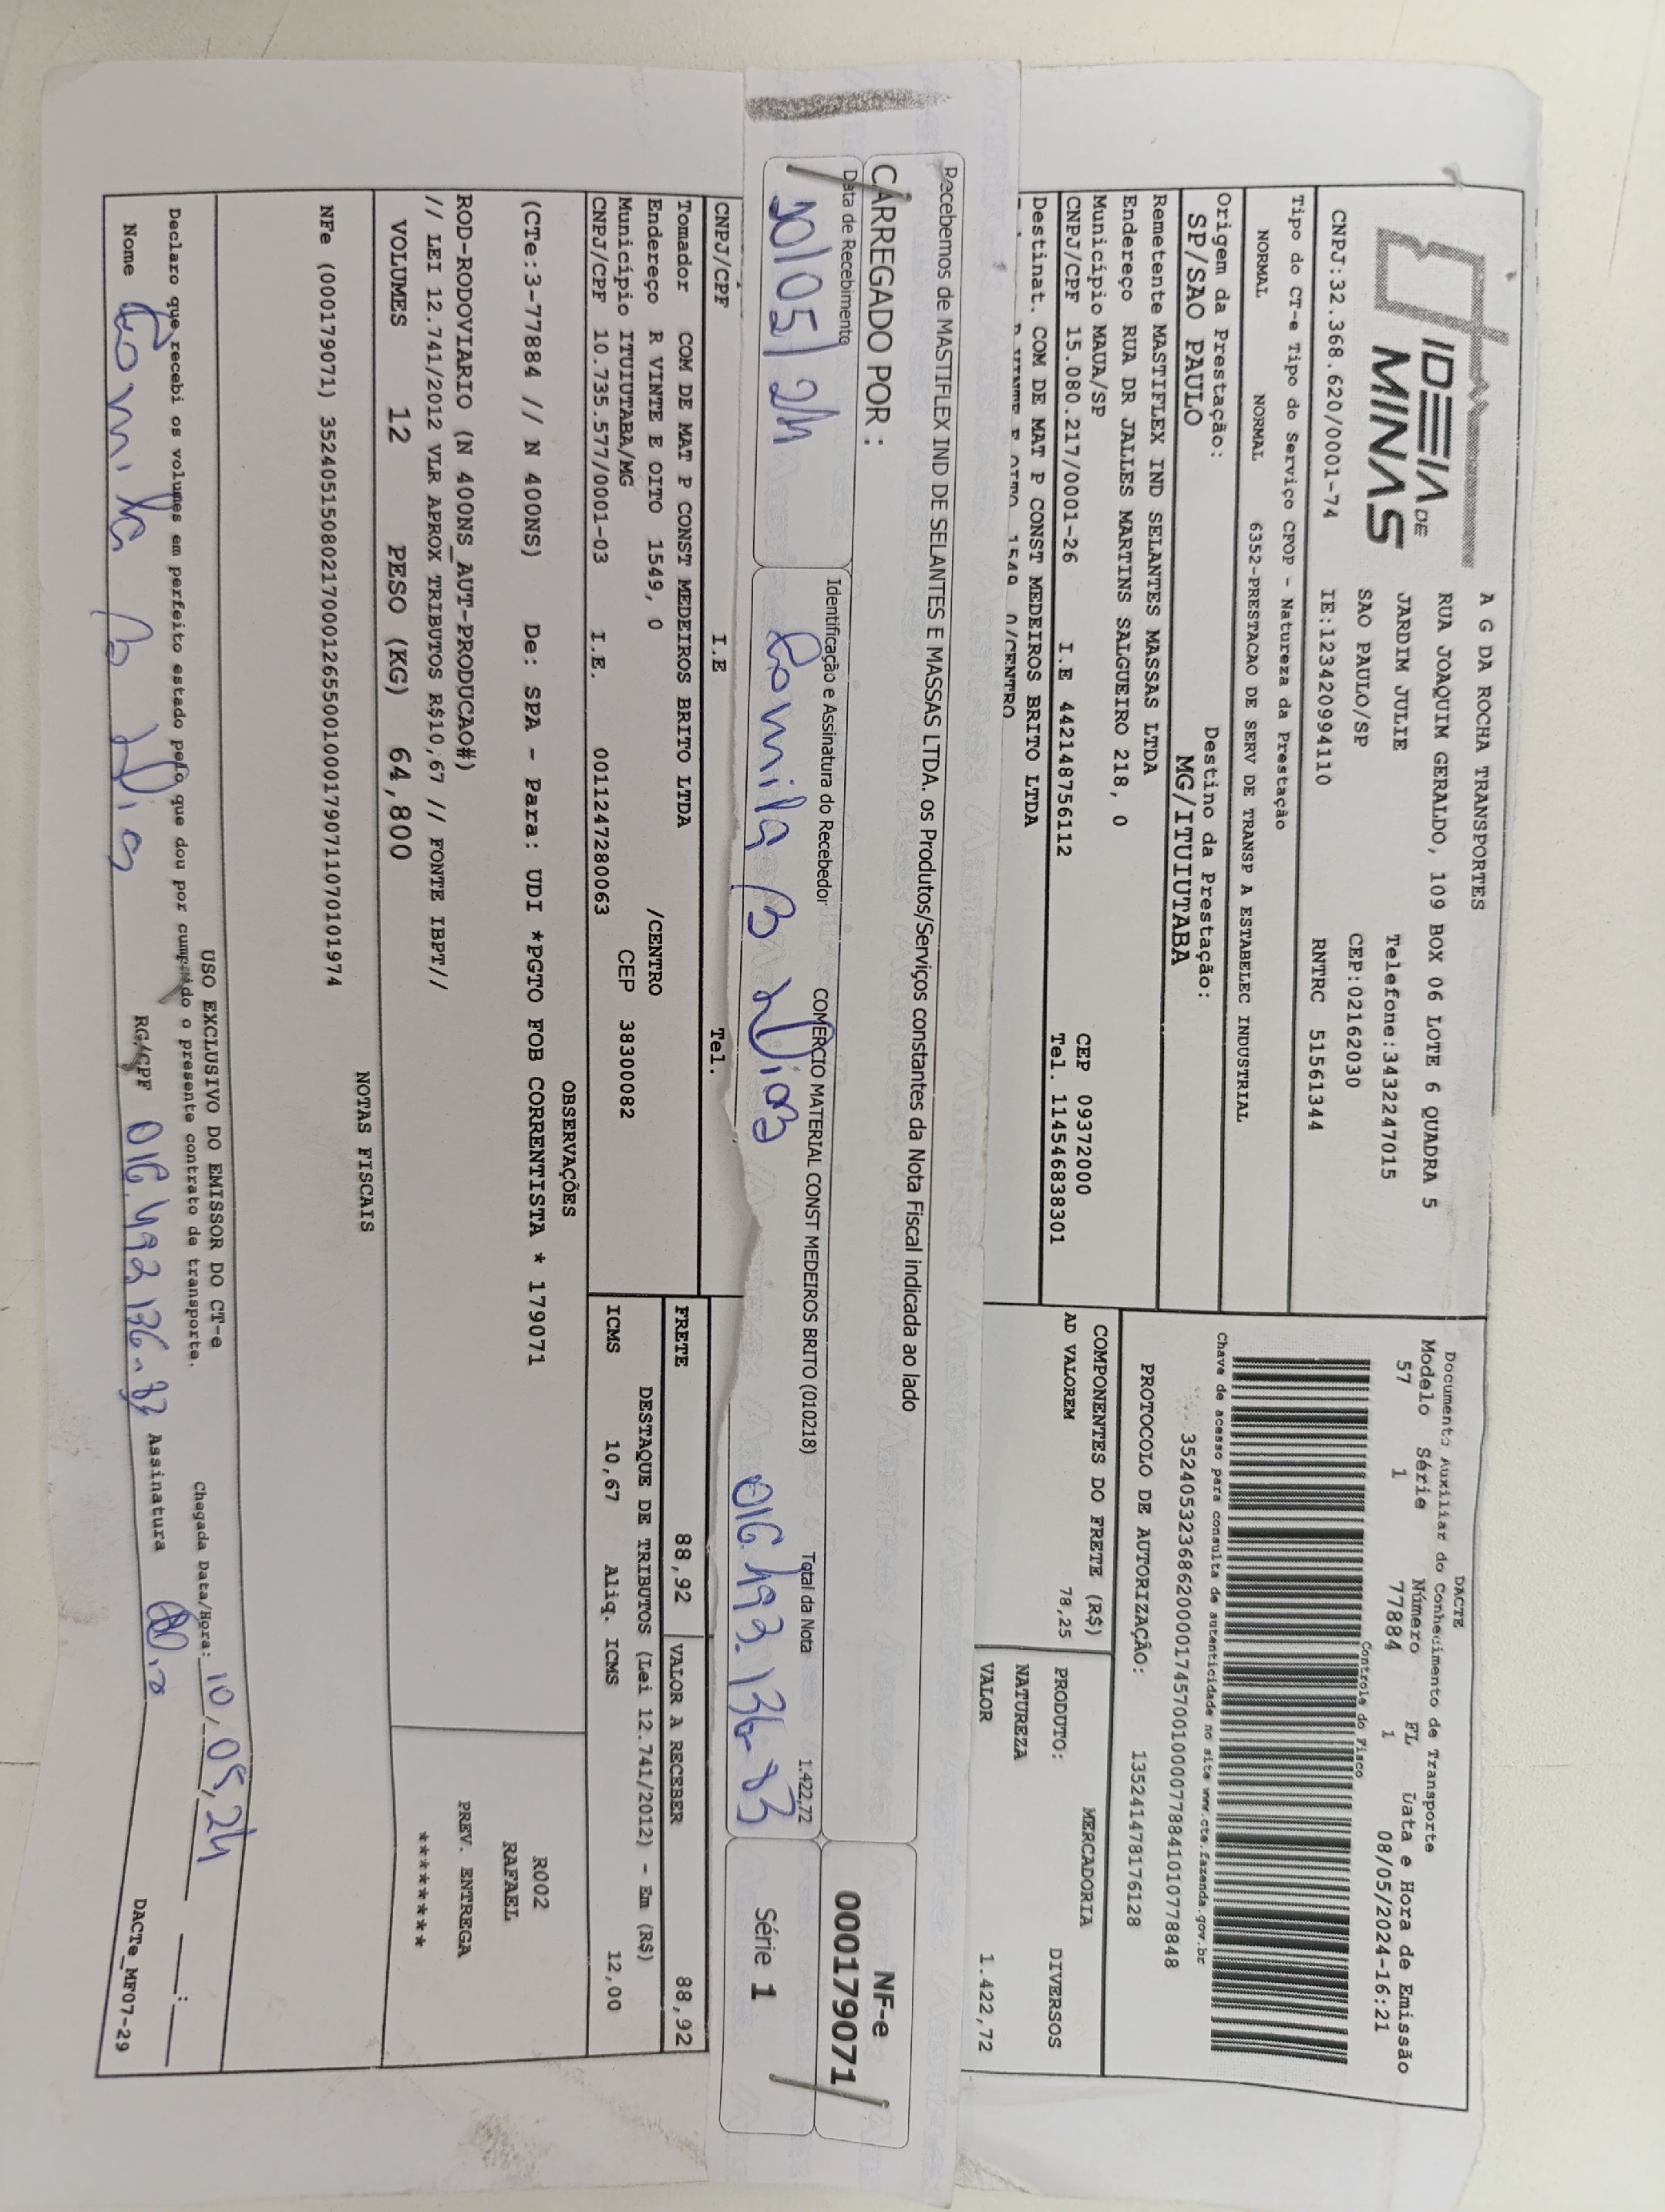 IDEIA DE
MINAS
A G DA ROCHA TRANSPORTES
RUA JOAQUIM GERALDO, 109 BOX 06 LOTE 6 QUADRA 5
JARDIM JULIE Telefone:3432247015
SAO PAULO/SP CEP:02162030
CNPJ:32.368.620/0001-74 IE:123420994110 RNTRC 51561344
DACTE
Documento Auxiliar do Conhecimento de Transporte
Modelo Série Número FL Data e Hora de Emissão
57 1 77884 1 08/05/2024-16:21
Controle do Fisco
Tipo do CT-e Tipo do Serviço CFOP - Natureza da Prestação
NORMAL NORMAL 6352-PRESTACAO DE SERV DE TRANSP A ESTABELEC INDUSTRIAL
Chave de acesso para consulta de autenticidade no site www.cte.fazenda.gov.br
35240532368620000174570010000778841010778848
Origem da Prestação: Destino da Prestação:
SP/SAO PAULO MG/ITUIUTABA
PROTOCOLO DE AUTORIZAÇÃO: 135241478176128
Remetente MASTIFLEX IND SELANTES MASSAS LTDA
Endereço RUA DR JALLES MARTINS SALGUEIRO 218, 0
Município MAUA/SP CEP 09372000
CNPJ/CPF 15.080.217/0001-26 I.E 442148756112 Tel. 114546838301
COMPONENTES DO FRETE (R$)
AD VALOREM 78,25
MERCADORIA
PRODUTO: DIVERSOS
NATUREZA
VALOR 1.422,72
Destinat. COM DE MAT P CONST MEDEIROS BRITO LTDA
R VINTE E OITO 1549 0/CENTRO
Recebemos de MASTIFLEX IND DE SELANTES E MASSAS LTDA. os Produtos/Serviços constantes da Nota Fiscal indicada ao lado
CARREGADO POR :
NF-e
000179071
Série 1
Data de Recebimento Identificação e Assinatura do Recebedor COMERCIO MATERIAL CONST MEDEIROS BRITO (010218) Total da Nota 1.422,72
10/05/24 Camila B Dias 016.493.136-83
CNPJ/CPF I.E Tel.
Tomador COM DE MAT P CONST MEDEIROS BRITO LTDA
Endereço R VINTE E OITO 1549, 0 /CENTRO
Município ITUIUTABA/MG CEP 38300082
CNPJ/CPF 10.735.577/0001-03 I.E. 0011247280063
FRETE 88,92 VALOR A RECEBER 88,92
DESTAQUE DE TRIBUTOS (Lei 12.741/2012) - Em (R$)
ICMS 10,67 Aliq. ICMS 12,00
OBSERVAÇÕES
(CTe:3-77884 // N 400NS) De: SPA - Para: UDI *PGTO FOB CORRENTISTA * 179071
ROD-RODOVIARIO (N 400NS_AUT-PRODUCAO#)
// LEI 12.741/2012 VLR APROX TRIBUTOS R$10,67 // FONTE IBPT//
R002
RAFAEL
PREV. ENTREGA
********
VOLUMES 12 PESO (KG) 64,800
NOTAS FISCAIS
NFe (000179071) 35240515080217000126550010001790711070101974
USO EXCLUSIVO DO EMISSOR DO CT-e
Declaro que recebi os volumes em perfeito estado pelo que dou por cumprido o presente contrato de transporte.
Chegada Data/Hora: 10/05/24 __:__
Nome Camila B Dias RG/CPF 016.493.136-83 Assinatura
DACTe_MF07-29